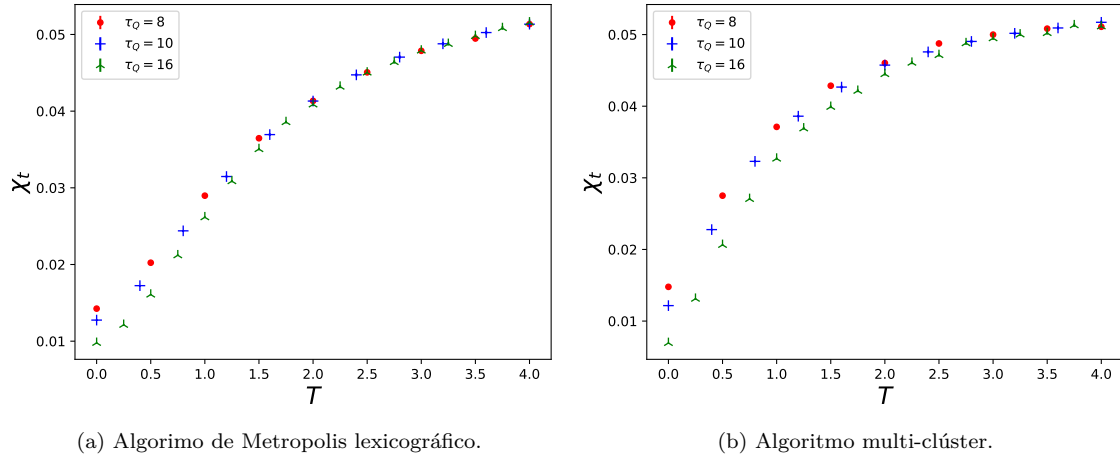 τ_Q = 8
τ_Q = 10
τ_Q = 16
χ_t
0.05
0.04
0.03
0.02
0.01
0.0 0.5 1.0 1.5 2.0 2.5 3.0 3.5 4.0
T
(a) Algorimo de Metropolis lexicográfico.
τ_Q = 8
τ_Q = 10
τ_Q = 16
χ_t
0.05
0.04
0.03
0.02
0.01
0.0 0.5 1.0 1.5 2.0 2.5 3.0 3.5 4.0
T
(b) Algoritmo multi-clúster.